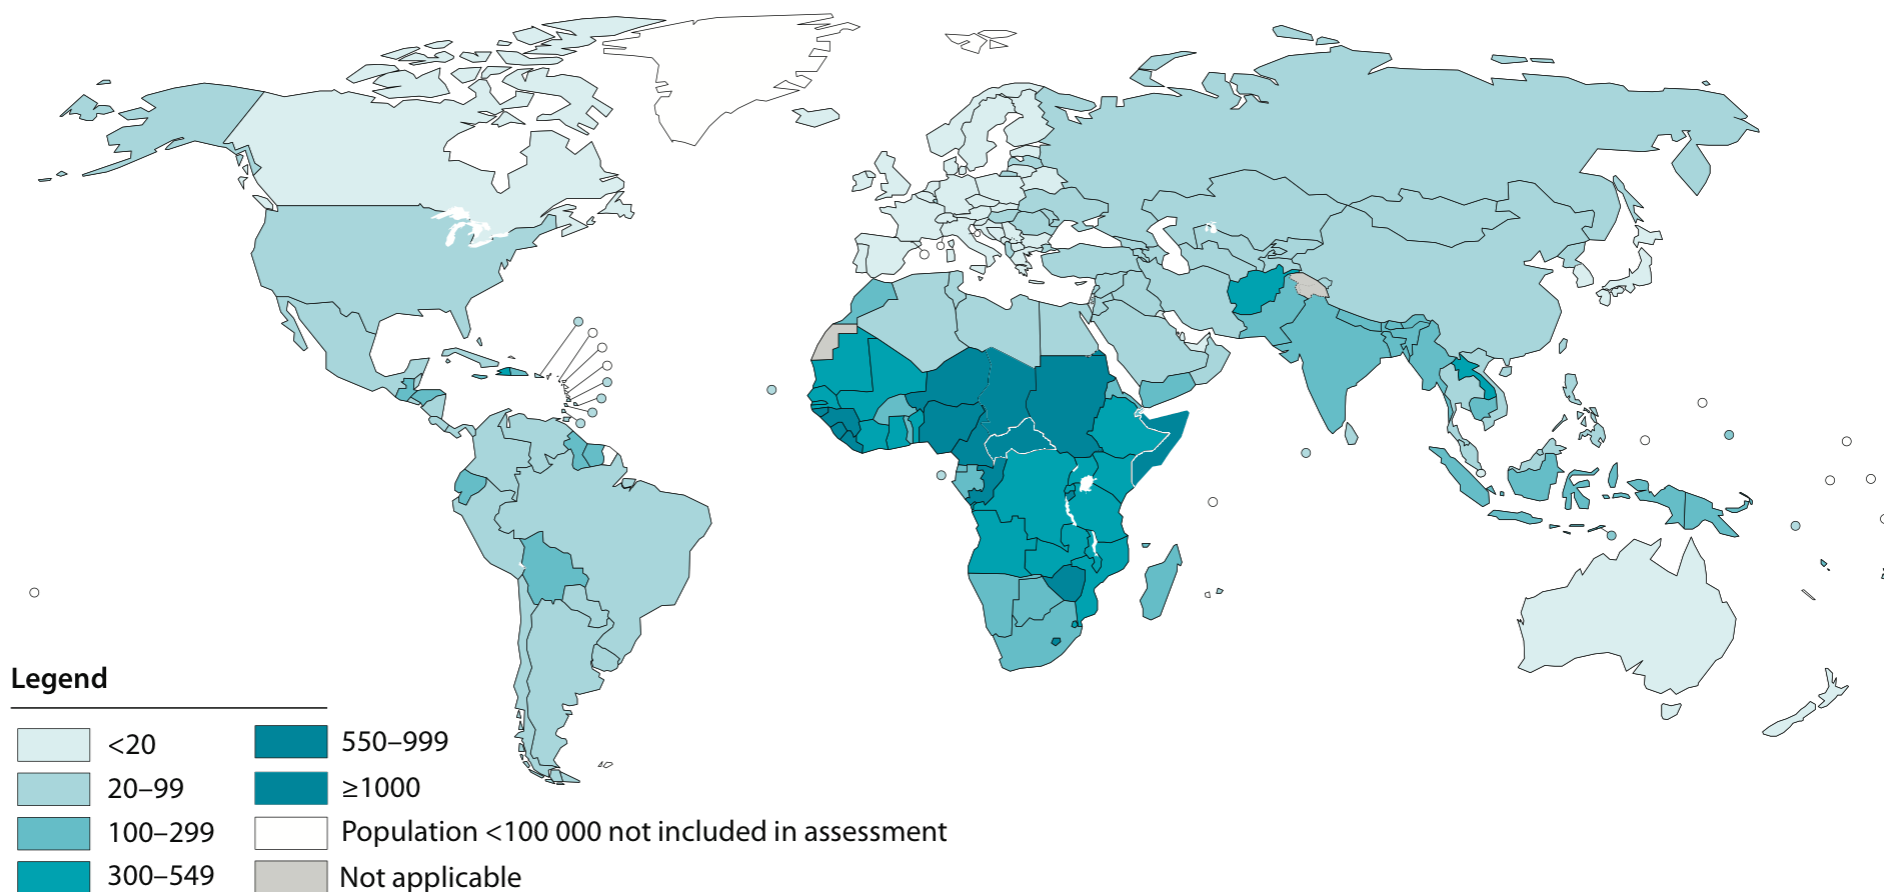 Legend
<20
20–99
100–299
300–549
550–999
≥1000
Population <100 000 not included in assessment
Not applicable